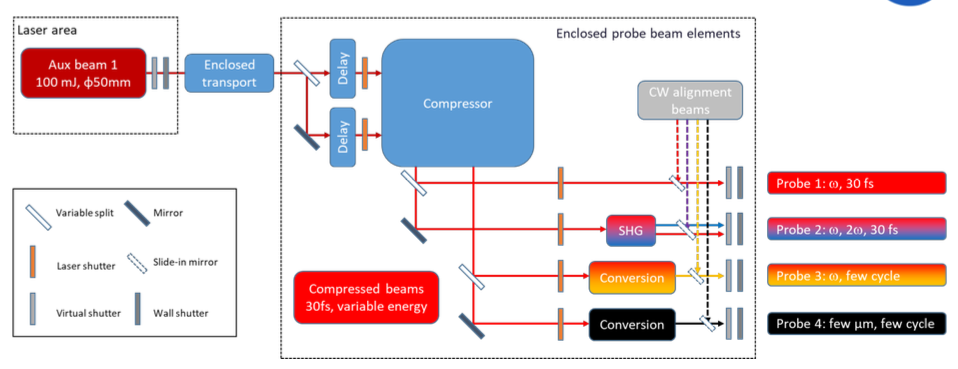 Laser area
Aux beam 1
100 mJ, ϕ50mm
Enclosed
transport
Delay
Delay
Compressor
Enclosed probe beam elements
CW alignment
beams
Probe 1: ω, 30 fs
SHG
Probe 2: ω, 2ω, 30 fs
Conversion
Probe 3: ω, few cycle
Conversion
Probe 4: few μm, few cycle
Compressed beams
30fs, variable energy
Variable split
Mirror
Laser shutter
Slide-in mirror
Virtual shutter
Wall shutter